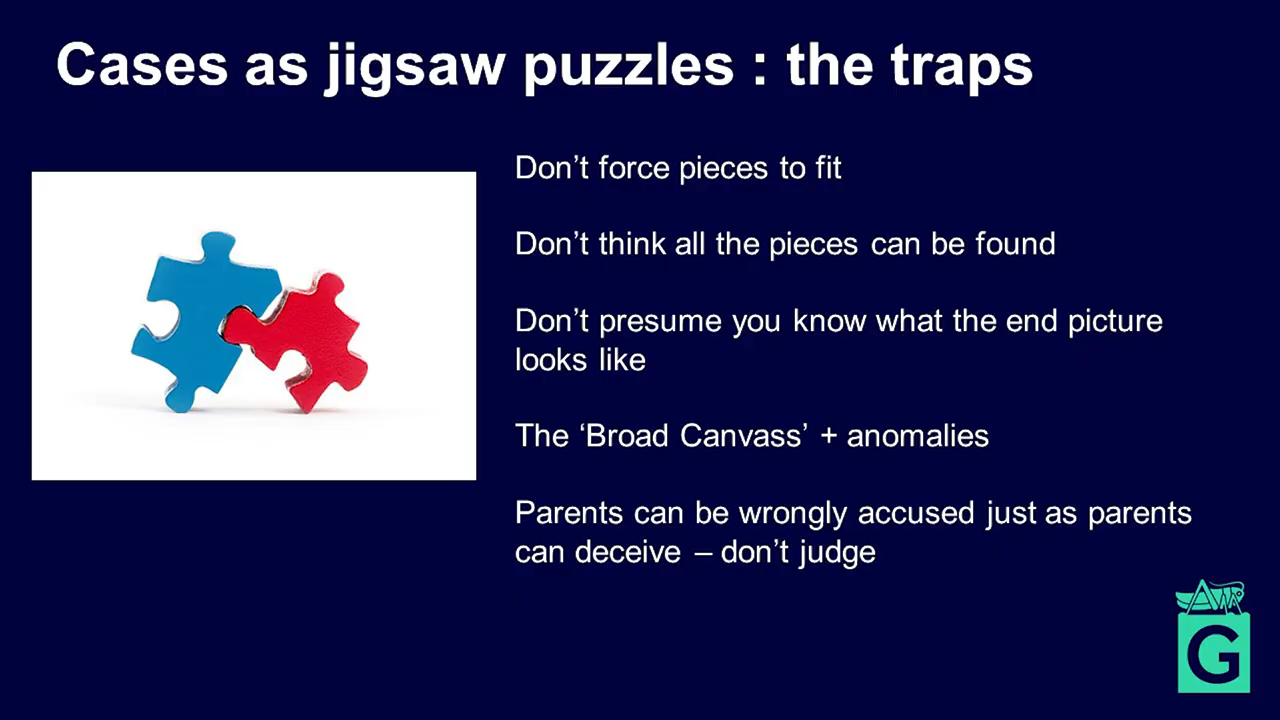 Cases as jigsaw puzzles : the traps
Don’t force pieces to fit
Don’t think all the pieces can be found
Don’t presume you know what the end picture
looks like
The ‘Broad Canvass’ + anomalies
Parents can be wrongly accused just as parents
can deceive – don’t judge
G